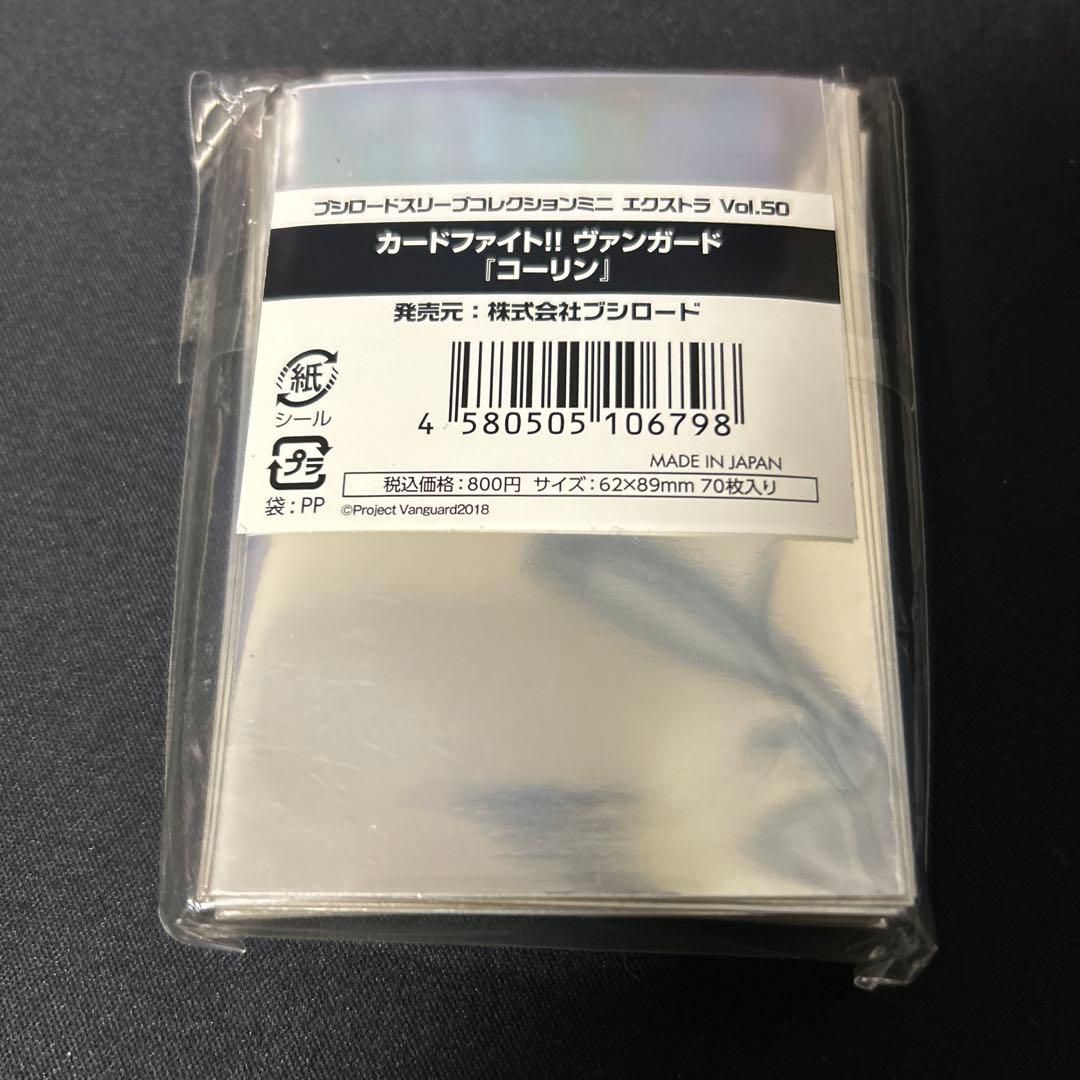 ブシロードスリーブコレクションミニ エクストラ Vol.50
カードファイト!! ヴァンガード
『コーリン』
発売元：株式会社ブシロード
紙
シール
プラ
袋：PP
4 580505 106798
MADE IN JAPAN
税込価格：800円 サイズ：62×89mm 70枚入り
©Project Vanguard2018